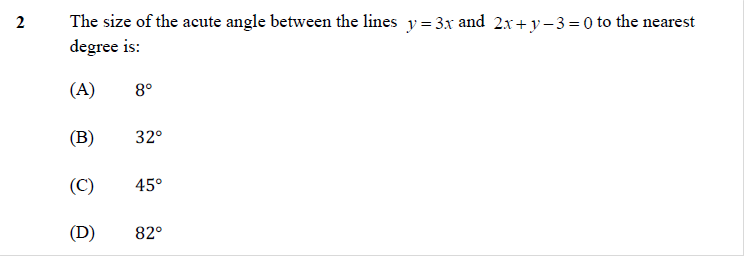 2 The size of the acute angle between the lines y = 3x and 2x + y − 3 = 0 to the nearest
degree is:
(A) 8°
(B) 32°
(C) 45°
(D) 82°